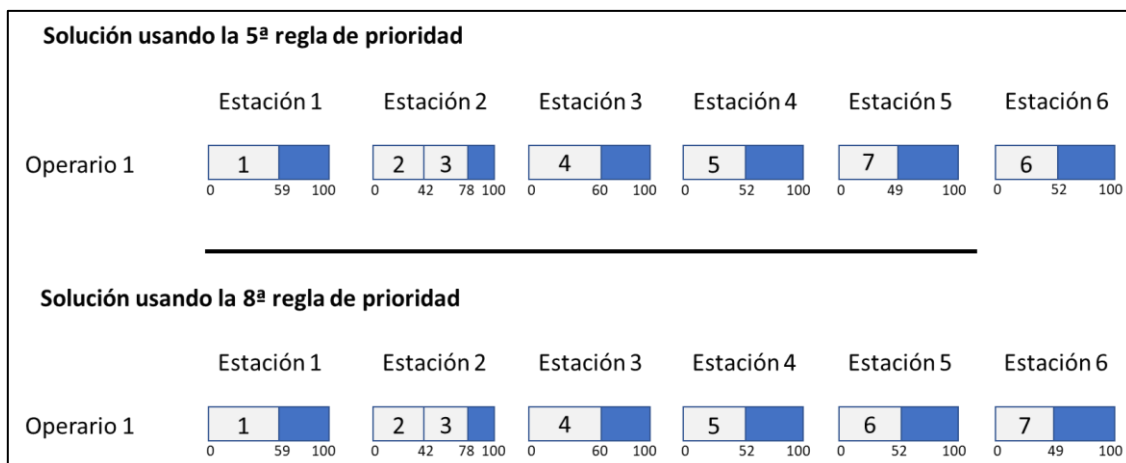 Solución usando la 5ª regla de prioridad
Estación 1 Estación 2 Estación 3 Estación 4 Estación 5 Estación 6
Operario 1 1 2 3 4 5 7 6
0 59 100 0 42 78 100 0 60 100 0 52 100 0 49 100 0 52 100
Solución usando la 8ª regla de prioridad
Estación 1 Estación 2 Estación 3 Estación 4 Estación 5 Estación 6
Operario 1 1 2 3 4 5 6 7
0 59 100 0 42 78 100 0 60 100 0 52 100 0 52 100 0 49 100